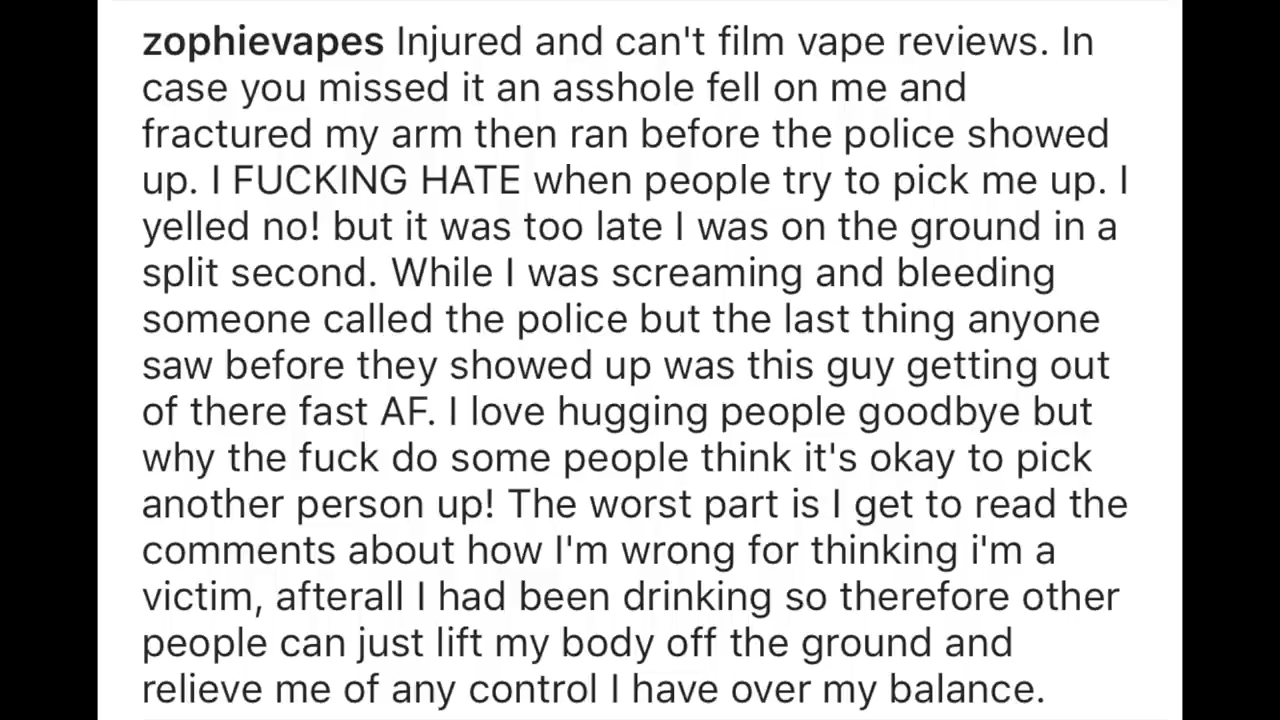 zophievapes Injured and can't film vape reviews. In
case you missed it an asshole fell on me and
fractured my arm then ran before the police showed
up. I FUCKING HATE when people try to pick me up. I
yelled no! but it was too late I was on the ground in a
split second. While I was screaming and bleeding
someone called the police but the last thing anyone
saw before they showed up was this guy getting out
of there fast AF. I love hugging people goodbye but
why the fuck do some people think it's okay to pick
another person up! The worst part is I get to read the
comments about how I'm wrong for thinking i'm a
victim, afterall I had been drinking so therefore other
people can just lift my body off the ground and
relieve me of any control I have over my balance.